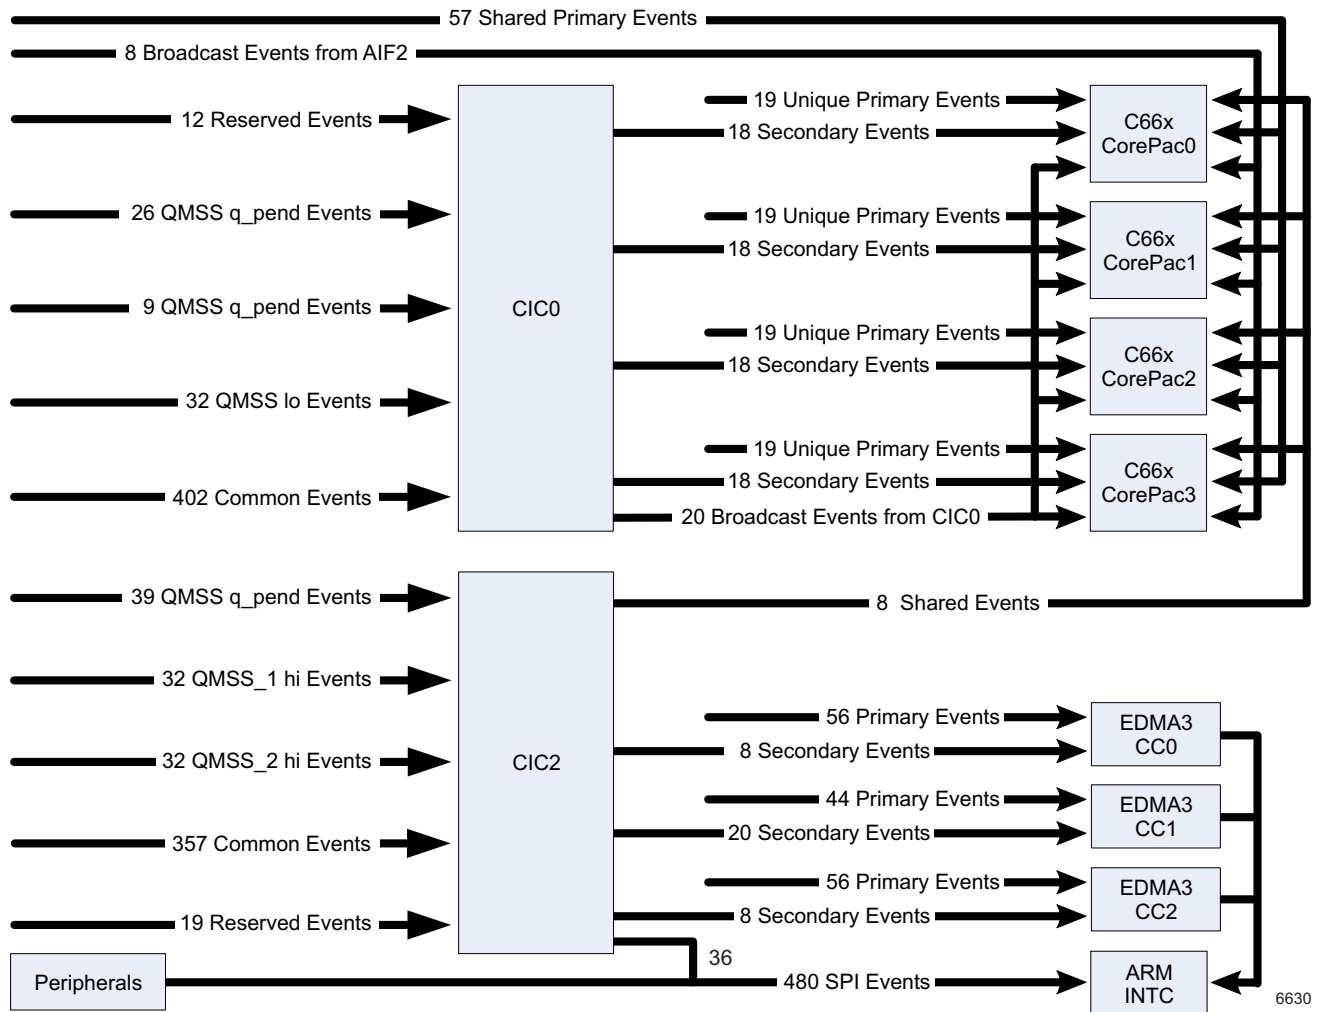 57 Shared Primary Events
8 Broadcast Events from AIF2
12 Reserved Events
26 QMSS q_pend Events
9 QMSS q_pend Events
32 QMSS lo Events
402 Common Events
CIC0
19 Unique Primary Events
18 Secondary Events
C66x
CorePac0
19 Unique Primary Events
18 Secondary Events
C66x
CorePac1
19 Unique Primary Events
18 Secondary Events
C66x
CorePac2
19 Unique Primary Events
18 Secondary Events
20 Broadcast Events from CIC0
C66x
CorePac3
39 QMSS q_pend Events
32 QMSS_1 hi Events
32 QMSS_2 hi Events
357 Common Events
19 Reserved Events
CIC2
8 Shared Events
56 Primary Events
8 Secondary Events
EDMA3
CC0
44 Primary Events
20 Secondary Events
EDMA3
CC1
56 Primary Events
8 Secondary Events
EDMA3
CC2
Peripherals
36
480 SPI Events
ARM
INTC
6630